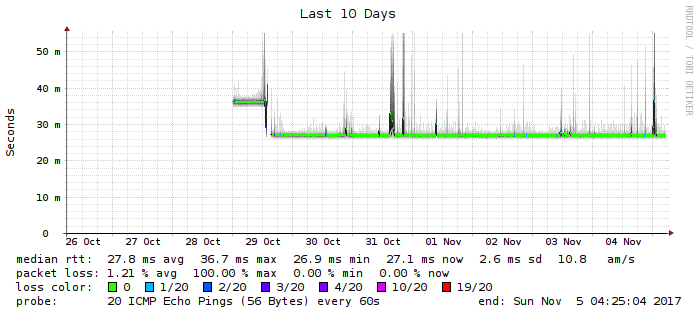 Last 10 Days
RRDTOOL / TOBI OETIKER
Seconds
50 m
40 m
30 m
20 m
10 m
0
26 Oct 27 Oct 28 Oct 29 Oct 30 Oct 31 Oct 01 Nov 02 Nov 03 Nov 04 Nov
median rtt: 27.8 ms avg 36.7 ms max 26.9 ms min 27.1 ms now 2.6 ms sd 10.8 am/s
packet loss: 1.21 % avg 100.00 % max 0.00 % min 0.00 % now
loss color: 0 1/20 2/20 3/20 4/20 10/20 19/20
probe: 20 ICMP Echo Pings (56 Bytes) every 60s end: Sun Nov 5 04:25:04 2017